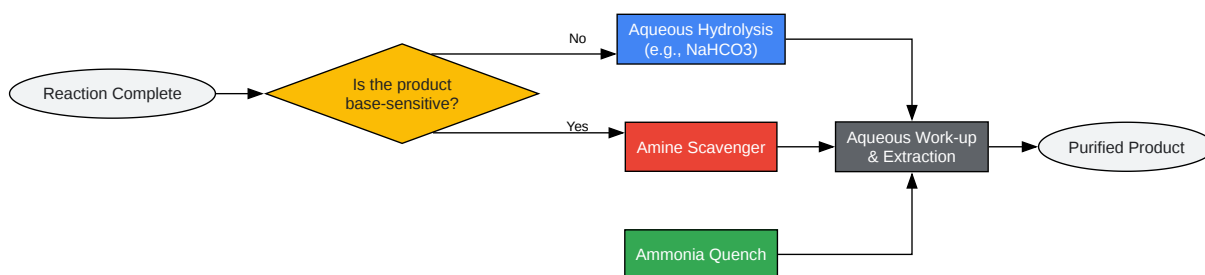 Reaction Complete
Is the product
base-sensitive?
No
Yes
Aqueous Hydrolysis
(e.g., NaHCO3)
Amine Scavenger
Ammonia Quench
Aqueous Work-up
& Extraction
Purified Product